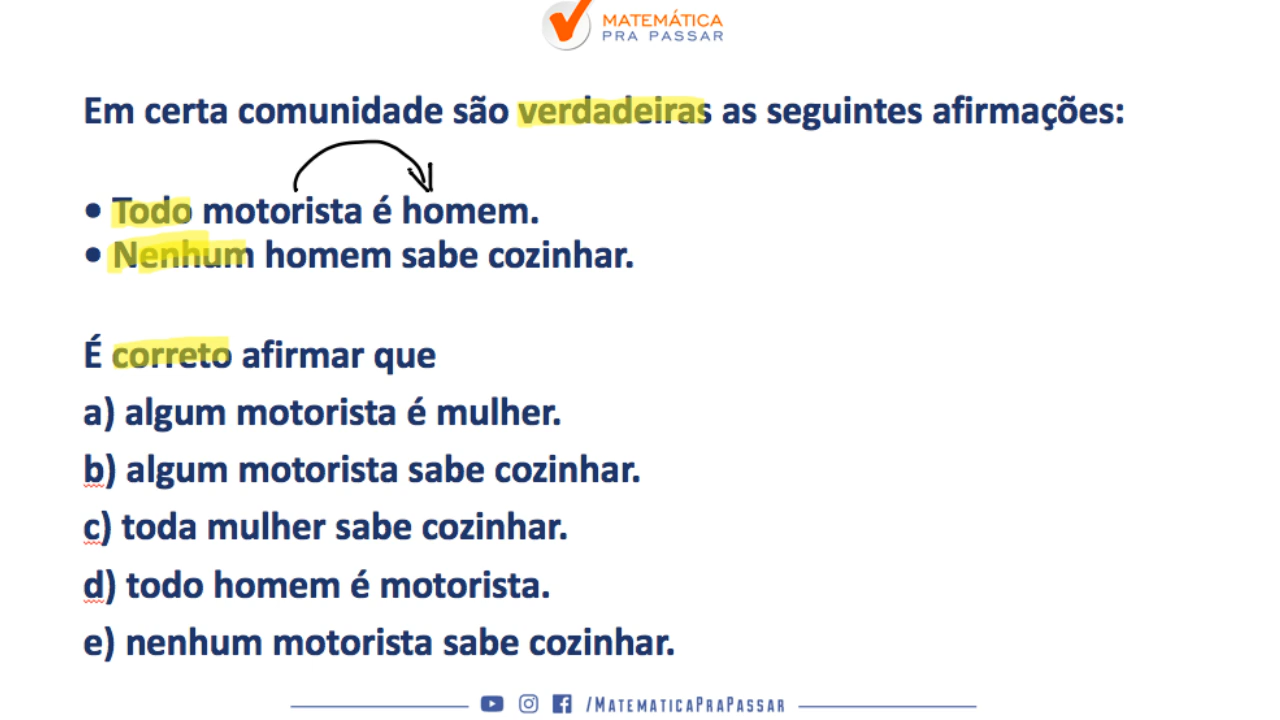 MATEMÁTICA
PRA PASSAR
Em certa comunidade são verdadeiras as seguintes afirmações:
• Todo motorista é homem.
• Nenhum homem sabe cozinhar.
É correto afirmar que
a) algum motorista é mulher.
b) algum motorista sabe cozinhar.
c) toda mulher sabe cozinhar.
d) todo homem é motorista.
e) nenhum motorista sabe cozinhar.
/MATEMATICAPRAPASSAR